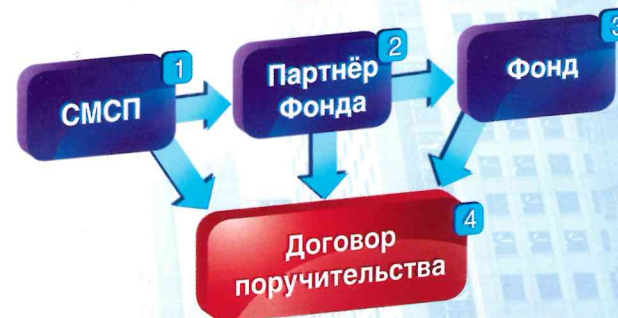 1
СМСП
2
Партнёр
Фонда
3
Фонд
4
Договор
поручительства